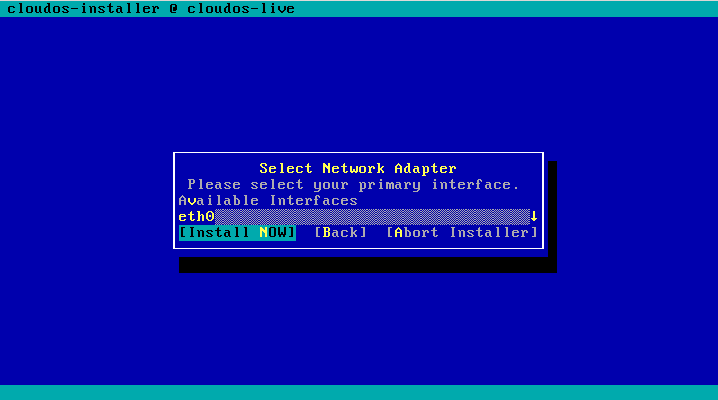 cloudos-installer @ cloudos-live
Select Network Adapter
Please select your primary interface.
Available Interfaces
eth0↓
[Install NOW] [Back] [Abort Installer]